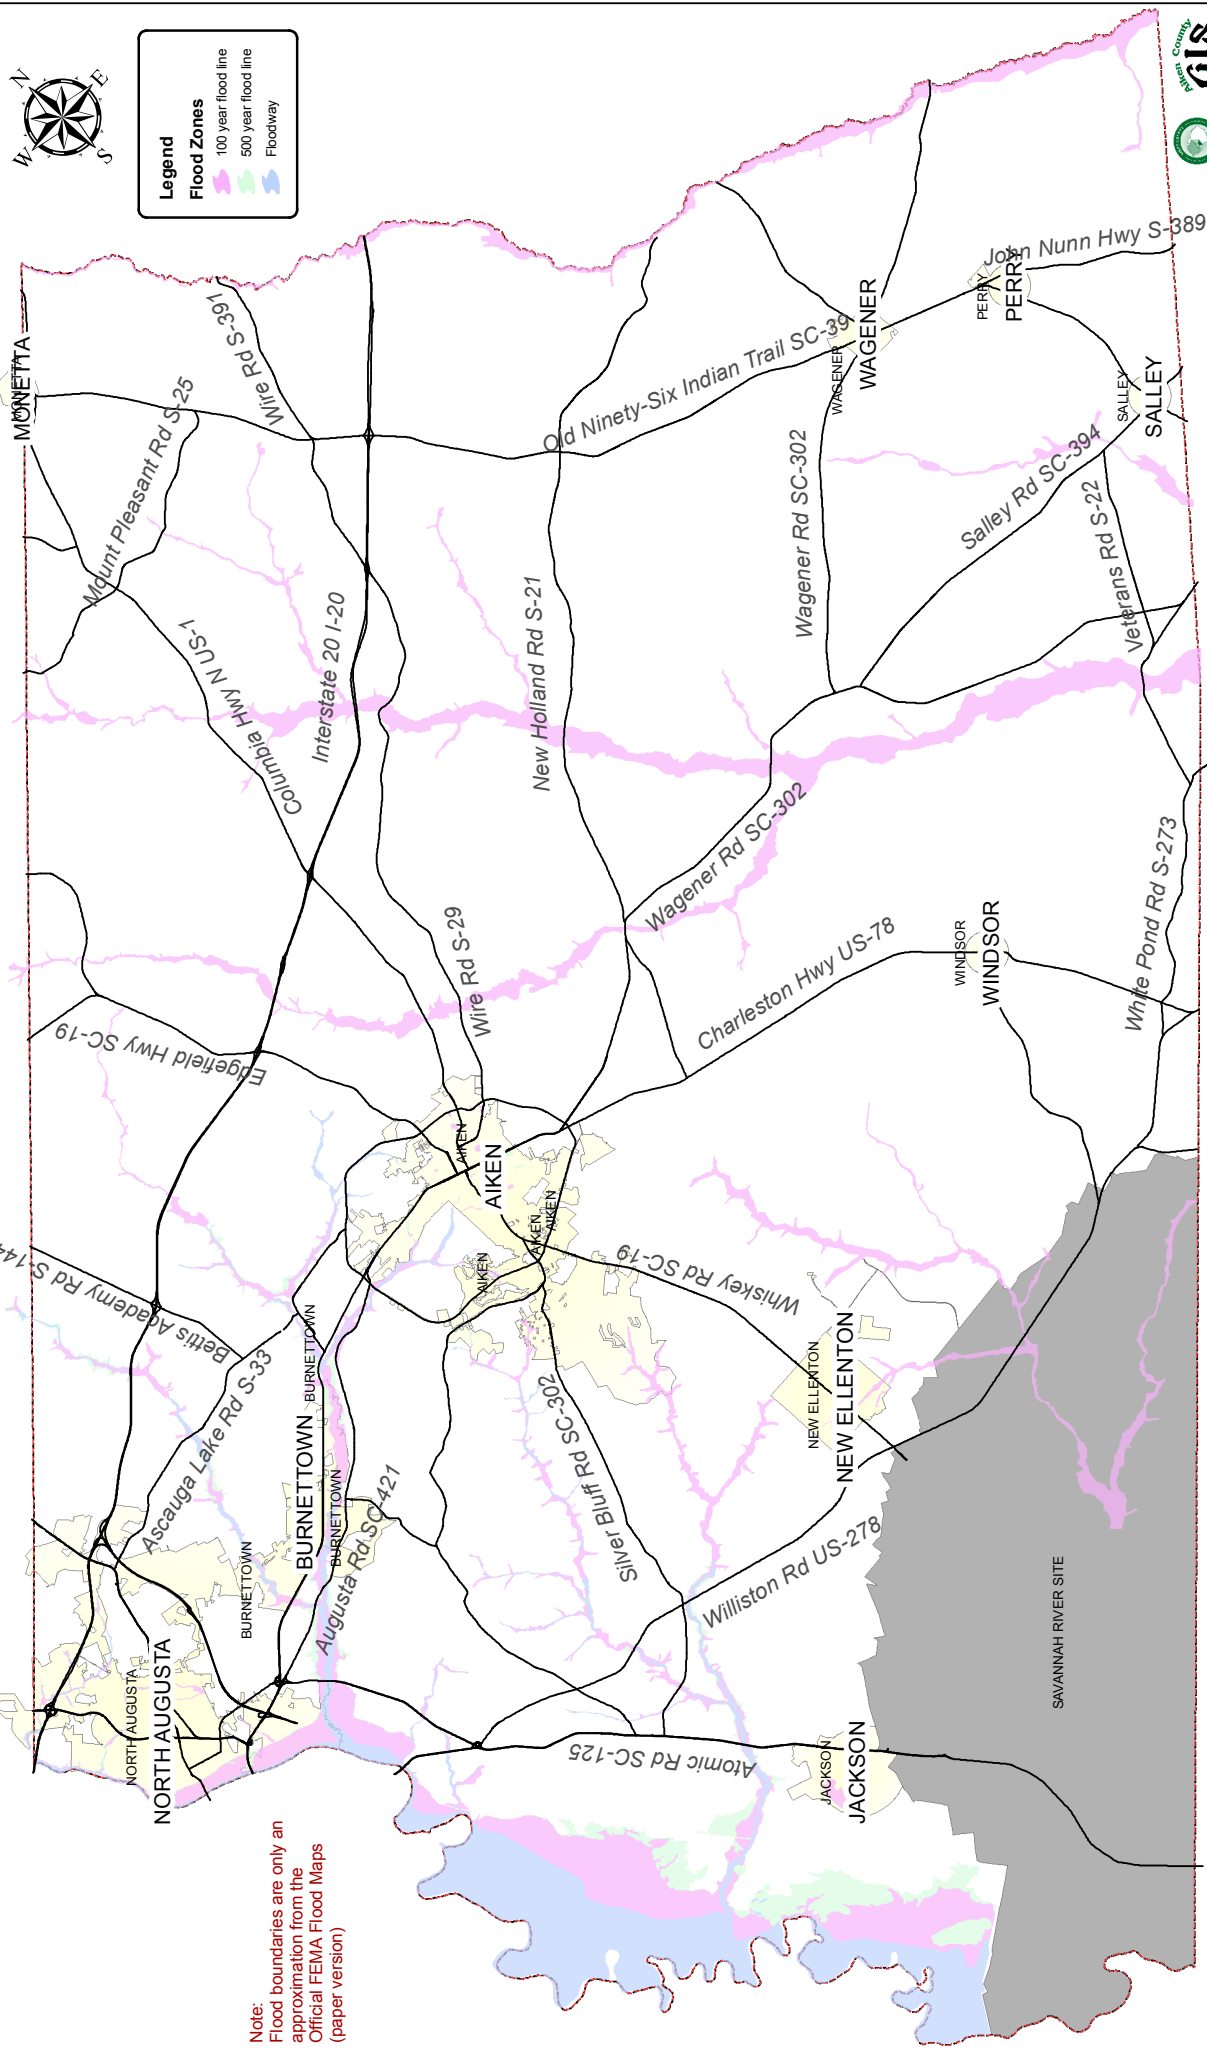 N
E
S
W
Legend
Flood Zones
100 year flood line
500 year flood line
Floodway
Aiken County
GIS
MONETTA
MONETTA
Wire Rd S-391
Mount Pleasant Rd S-25
Columbia Hwy N US-1
Interstate 20 I-20
Old Ninety-Six Indian Trail SC-39
New Holland Rd S-21
WAGENER
WAGENER
John Nunn Hwy S-389
PERRY
PERRY
SALLEY
SALLEY
Wagener Rd SC-302
Salley Rd SC-394
Veterans Rd S-22
Wagener Rd SC-302
Wire Rd S-29
Edgefield Hwy SC-19
Charleston Hwy US-78
WINDSOR
WINDSOR
White Pond Rd S-273
AIKEN
AIKEN
AIKEN
AIKEN
AIKEN
Bettis Academy Rd S-144
Ascauga Lake Rd S-33
BURNETTOWN
BURNETTOWN
BURNETTOWN
BURNETTOWN
Augusta Rd SC-421
Whiskey Rd SC-19
Silver Bluff Rd SC-302
NEW ELLENTON
NEW ELLENTON
Williston Rd US-278
SAVANNAH RIVER SITE
NORTH AUGUSTA
NORTH AUGUSTA
Atomic Rd SC-125
JACKSON
JACKSON
Note:
Flood boundaries are only an
approximation from the
Official FEMA Flood Maps
(paper version)